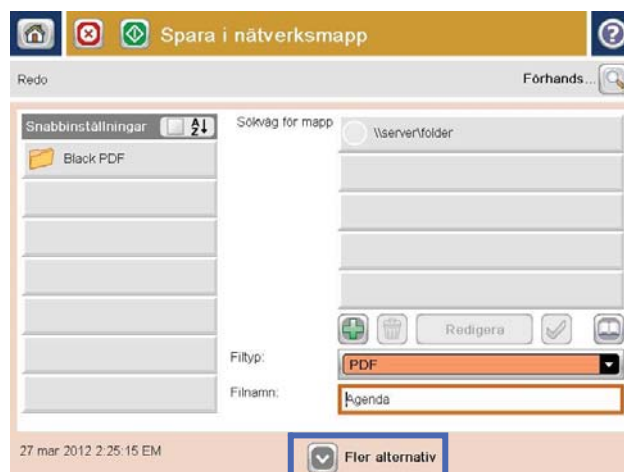 Spara i nätverksmapp
Redo
Förhands...
Snabbinställningar
Sökväg för mapp
\\server\folder
Black PDF
Redigera
Filtyp:
PDF
Filnamn:
Agenda
27 mar 2012 2:25:15 EM
Fler alternativ